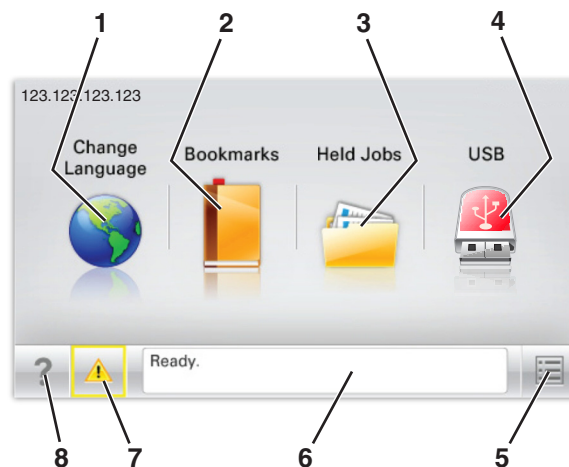 1 2 3 4
123.123.123.123
Change Language
Bookmarks
Held Jobs
USB
?
Ready.
8 7 6 5